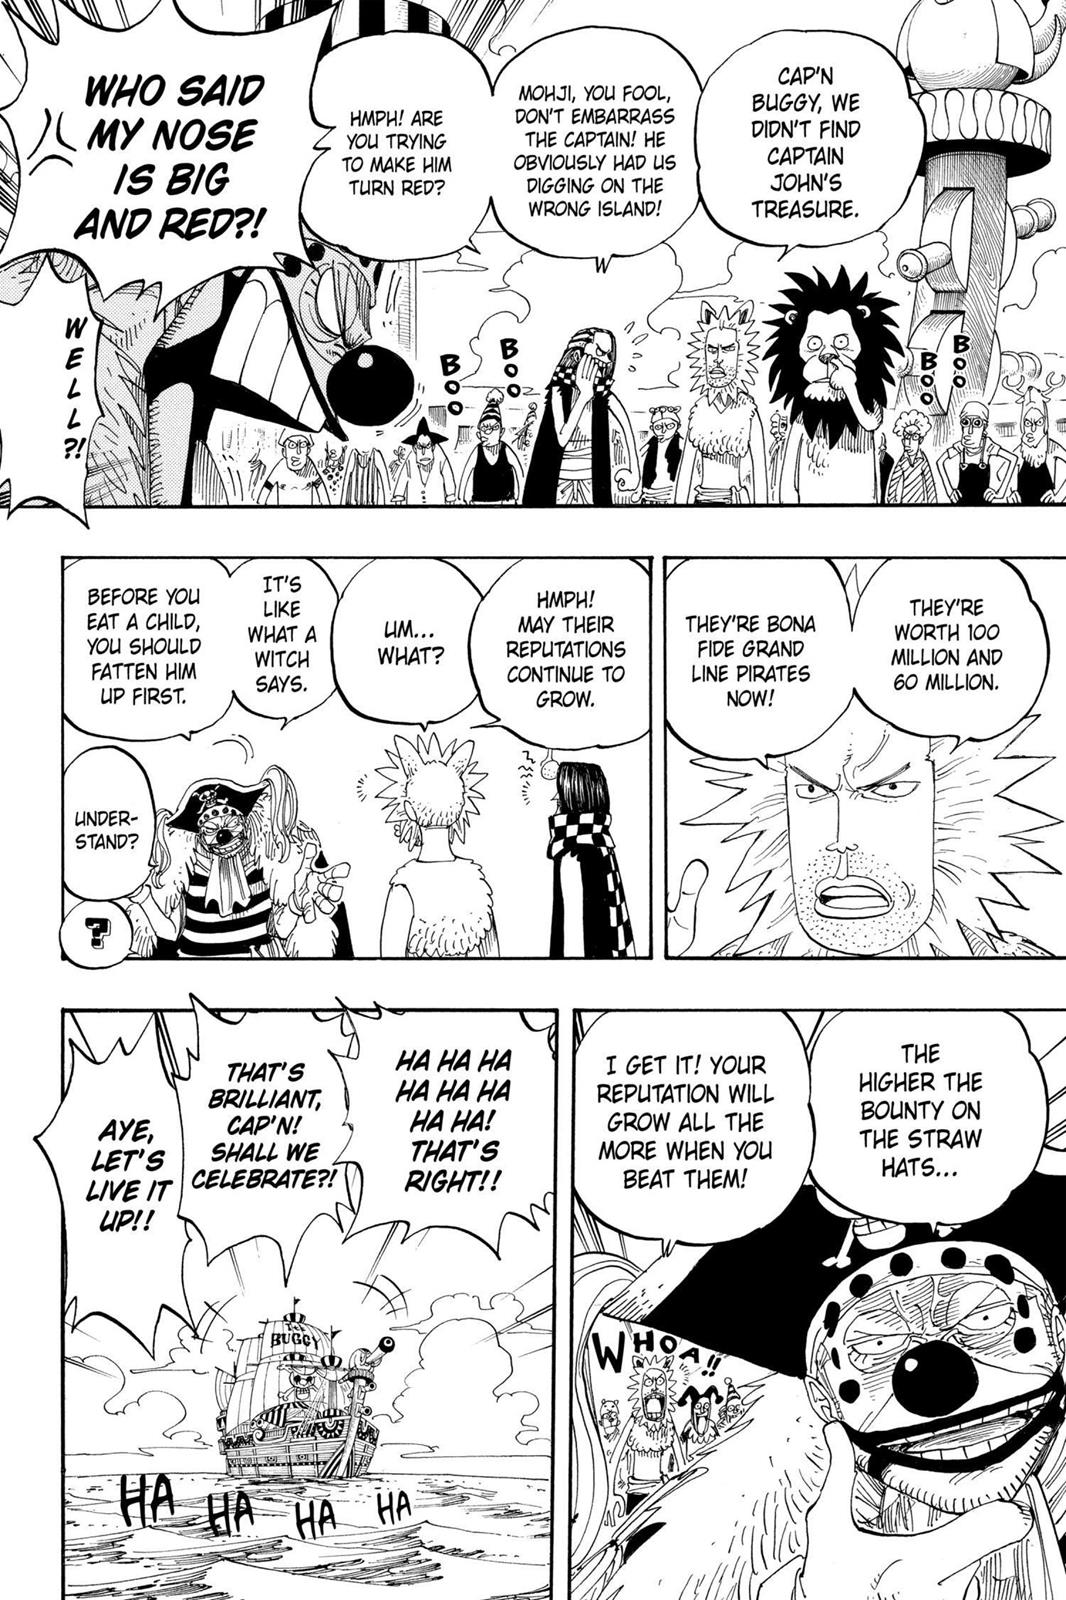 CAP'N
BUGGY, WE
DIDN'T FIND
CAPTAIN
JOHN'S
TREASURE.
MOHJI, YOU FOOL,
DON'T EMBARRASS
THE CAPTAIN! HE
OBVIOUSLY HAD US
DIGGING ON THE
WRONG ISLAND!
HMPH! ARE
YOU TRYING
TO MAKE HIM
TURN RED?
WHO SAID
MY NOSE
IS BIG
AND RED?!
WELL?!
BOO
BOO
BOO
BOO
THEY'RE
WORTH 100
MILLION AND
60 MILLION.
THEY'RE BONA
FIDE GRAND
LINE PIRATES
NOW!
HMPH!
MAY THEIR
REPUTATIONS
CONTINUE TO
GROW.
UM...
WHAT?
IT'S
LIKE
WHAT A
WITCH
SAYS.
BEFORE YOU
EAT A CHILD,
YOU SHOULD
FATTEN HIM
UP FIRST.
UNDER-
STAND?
?
THE
HIGHER THE
BOUNTY ON
THE STRAW
HATS...
I GET IT! YOUR
REPUTATION WILL
GROW ALL THE
MORE WHEN YOU
BEAT THEM!
WHOA!!
HA HA HA
HA HA HA
HA HA!
THAT'S
RIGHT!!
THAT'S
BRILLIANT,
CAP'N!
SHALL WE
CELEBRATE?!
AYE,
LET'S
LIVE IT
UP!!
BUGGY
HA HA HA HA